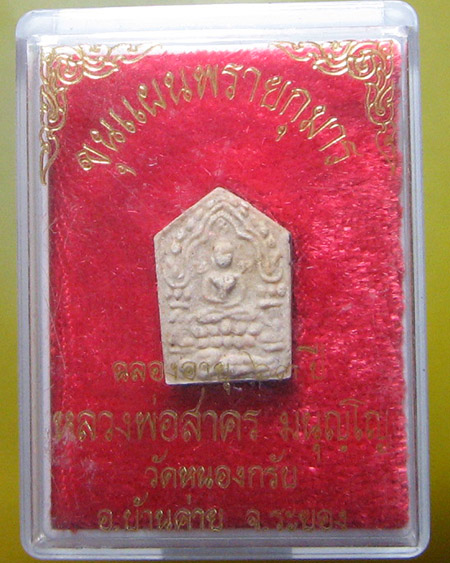 ขุนแผนพรายกุมาร
ฉลองอายุ ปี
หลวงพ่อสาคร มนุญฺโญ
วัดหนองกรับ
อ.บ้านค่าย จ.ระยอง